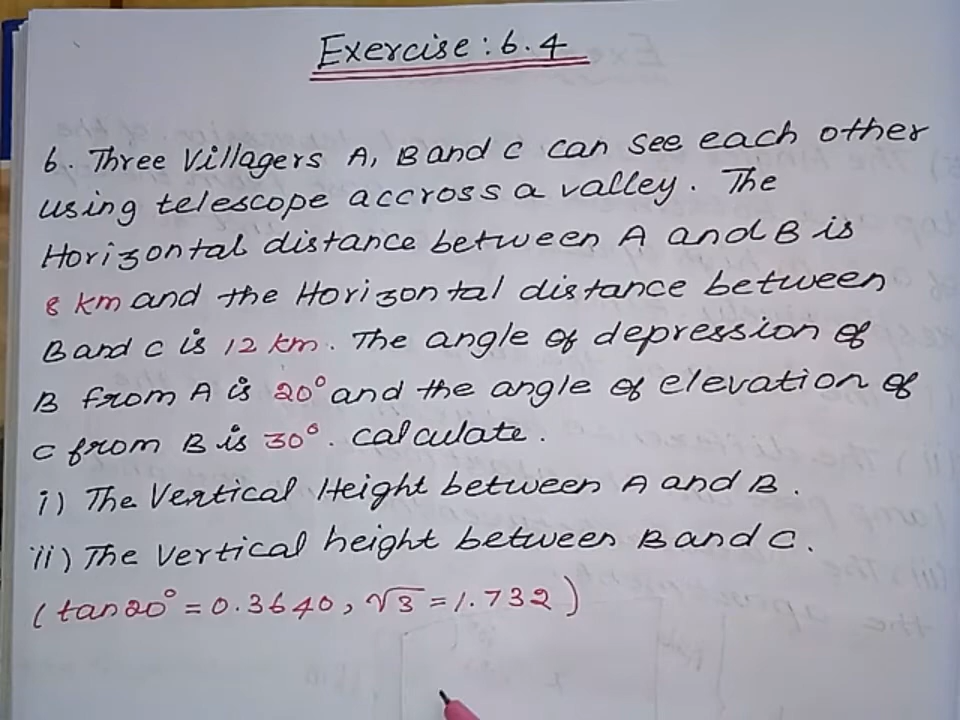 Exercise: 6.4
6. Three Villagers A, B and C can see each other
using telescope accross a valley. The
Horizontal distance between A and B is
8 km and the Horizontal distance between
B and C is 12 km. The angle of depression of
B from A is 20° and the angle of elevation of
C from B is 30°. calculate.
i) The Vertical Height between A and B.
ii) The Vertical height between B and C.
(tan20° = 0.3640, √3 = 1.732)